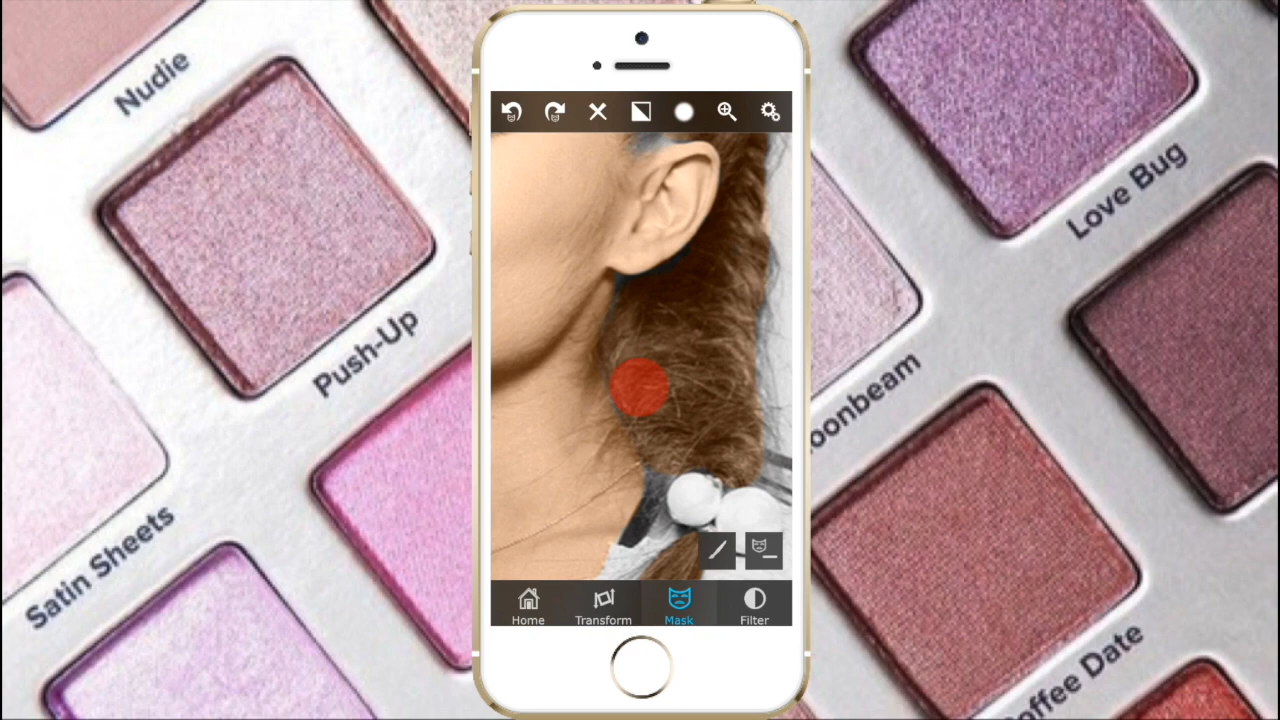 Nudie
Push-Up
Satin Sheets
Love Bug
oonbeam
offee Date
Home Transform Mask Filter